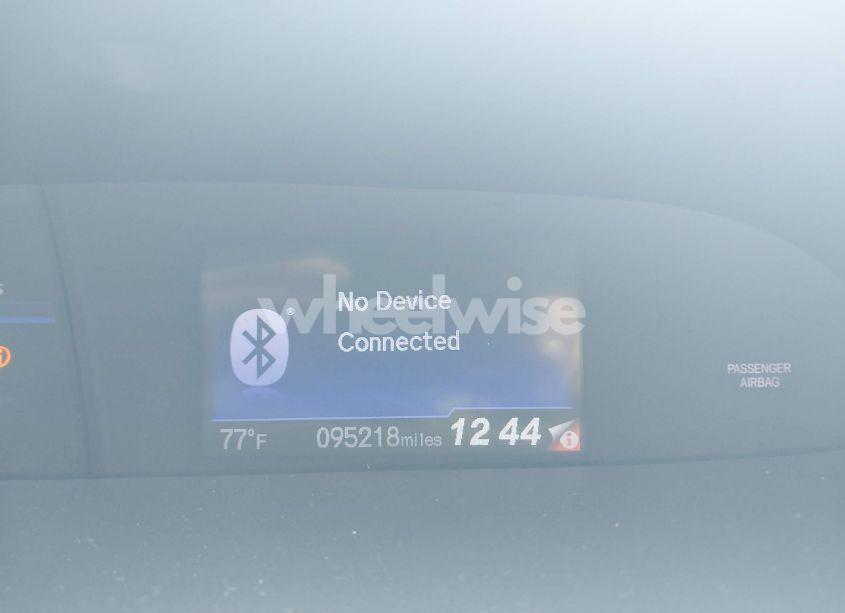 No Device
wheelwise
Connected
77°F 095218miles 12 44
PASSENGER
AIRBAG